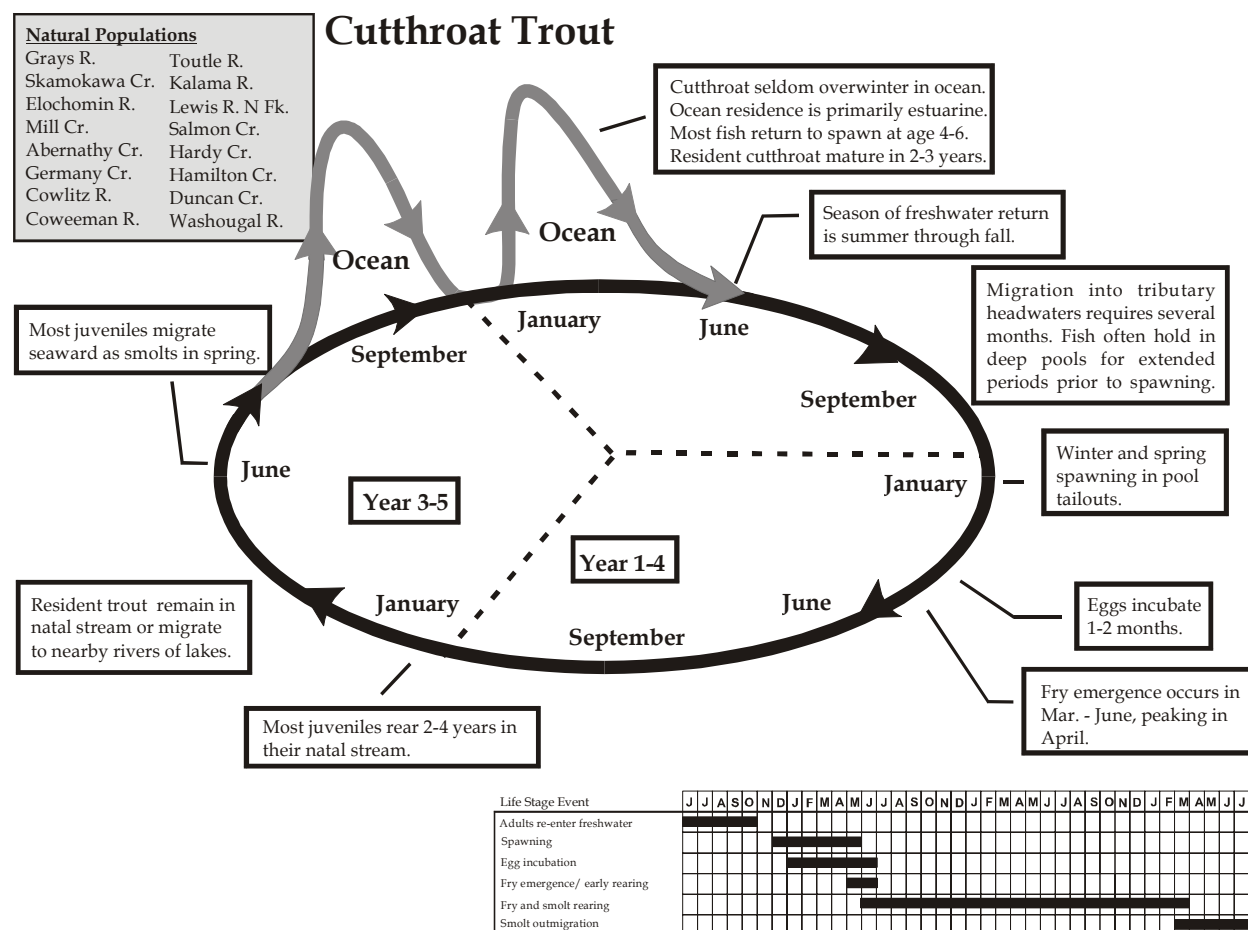 Cutthroat Trout
Natural Populations
Grays R.
Skamokawa Cr.
Elochomin R.
Mill Cr.
Abernathy Cr.
Germany Cr.
Cowlitz R.
Coweeman R.
Toutle R.
Kalama R.
Lewis R. N Fk.
Salmon Cr.
Hardy Cr.
Hamilton Cr.
Duncan Cr.
Washougal R.
Cutthroat seldom overwinter in ocean.
Ocean residence is primarily estuarine.
Most fish return to spawn at age 4-6.
Resident cutthroat mature in 2-3 years.
Season of freshwater return
is summer through fall.
Ocean
Ocean
Migration into tributary
headwaters requires several
months. Fish often hold in
deep pools for extended
periods prior to spawning.
Most juveniles migrate
seaward as smolts in spring.
January
June
September
September
June
January
Winter and spring
spawning in pool
tailouts.
Year 3-5
Year 1-4
January
June
September
Resident trout remain in
natal stream or migrate
to nearby rivers of lakes.
Eggs incubate
1-2 months.
Fry emergence occurs in
Mar. - June, peaking in
April.
Most juveniles rear 2-4 years in
their natal stream.
Life Stage Event J J A S O N D J F M A M J J A S O N D J F M A M J J A S O N D J F M A M J J
Adults re-enter freshwater
Spawning
Egg incubation
Fry emergence/ early rearing
Fry and smolt rearing
Smolt outmigration